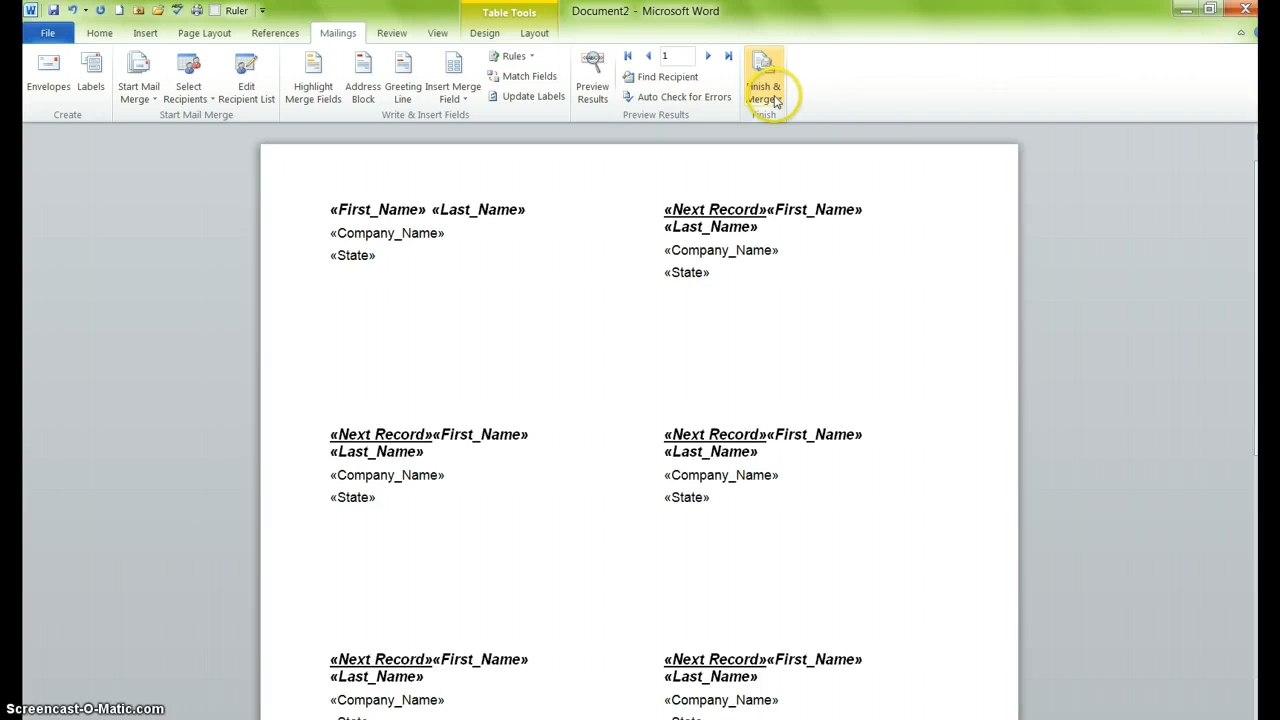 Ruler
Table Tools
Document2 - Microsoft Word
File Home Insert Page Layout References Mailings Review View Design Layout
Envelopes
Labels
Create
Start Mail
Merge
Select
Recipients
Edit
Recipient List
Start Mail Merge
Highlight
Merge Fields
Address
Block
Greeting
Line
Insert Merge
Field
Rules
Match Fields
Update Labels
Write & Insert Fields
Preview
Results
1
Find Recipient
Auto Check for Errors
Preview Results
Finish &
Merge
Finish
«First_Name» «Last_Name»
«Company_Name»
«State»
«Next Record»«First_Name»
«Last_Name»
«Company_Name»
«State»
«Next Record»«First_Name»
«Last_Name»
«Company_Name»
«State»
«Next Record»«First_Name»
«Last_Name»
«Company_Name»
«State»
«Next Record»«First_Name»
«Last_Name»
«Company_Name»
«State»
«Next Record»«First_Name»
«Last_Name»
«Company_Name»
«State»
Screencast-O-Matic.com